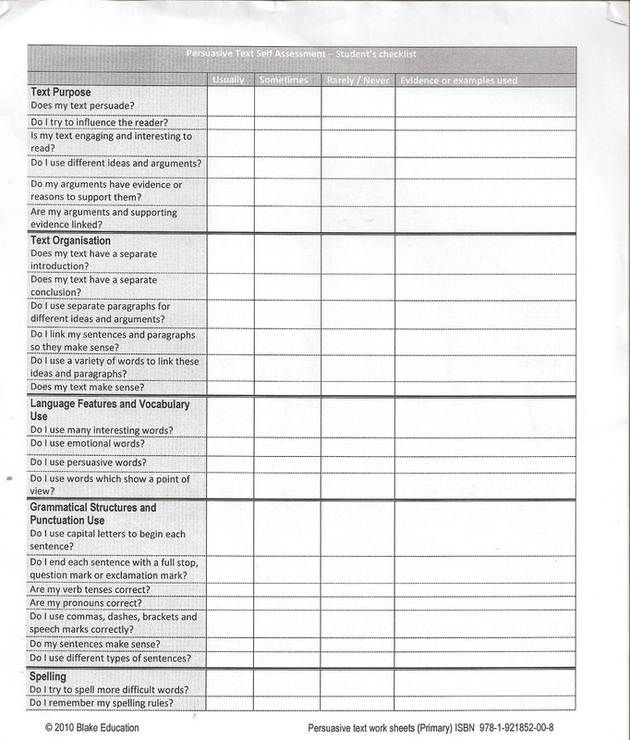 Persuasive Text Self Assessment – Student's checklist
Usually Sometimes Rarely / Never Evidence or examples used
Text Purpose
Does my text persuade?
Do I try to influence the reader?
Is my text engaging and interesting to
read?
Do I use different ideas and arguments?
Do my arguments have evidence or
reasons to support them?
Are my arguments and supporting
evidence linked?
Text Organisation
Does my text have a separate
introduction?
Does my text have a separate
conclusion?
Do I use separate paragraphs for
different ideas and arguments?
Do I link my sentences and paragraphs
so they make sense?
Do I use a variety of words to link these
ideas and paragraphs?
Does my text make sense?
Language Features and Vocabulary
Use
Do I use many interesting words?
Do I use emotional words?
Do I use persuasive words?
Do I use words which show a point of
view?
Grammatical Structures and
Punctuation Use
Do I use capital letters to begin each
sentence?
Do I end each sentence with a full stop,
question mark or exclamation mark?
Are my verb tenses correct?
Are my pronouns correct?
Do I use commas, dashes, brackets and
speech marks correctly?
Do my sentences make sense?
Do I use different types of sentences?
Spelling
Do I try to spell more difficult words?
Do I remember my spelling rules?
© 2010 Blake Education Persuasive text work sheets (Primary) ISBN 978-1-921852-00-8